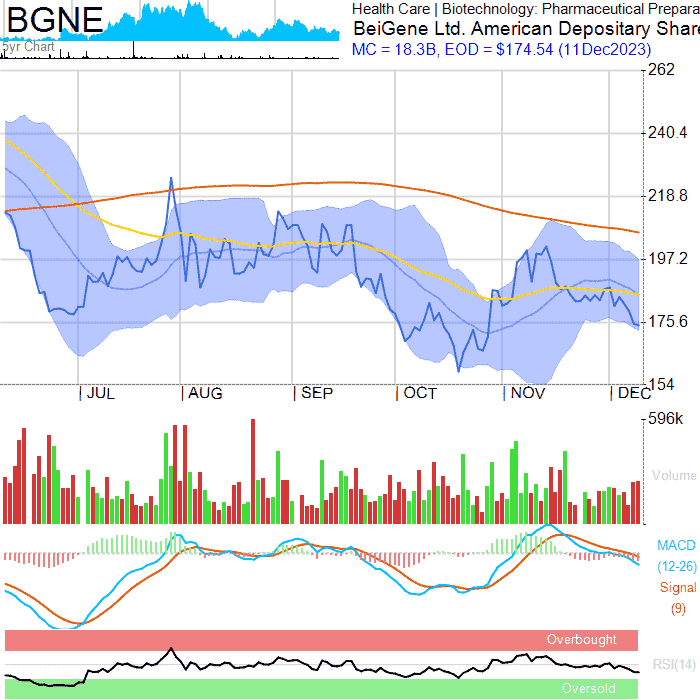 BGNE
Health Care | Biotechnology: Pharmaceutical Prepara
BeiGene Ltd. American Depositary Share
MC = 18.3B, EOD = $174.54 (11Dec2023)
5yr Chart
262
240.4
218.8
197.2
175.6
154
JUL AUG SEP OCT NOV DEC
596k
Volume
MACD
(12-26)
Signal
(9)
Overbought
RSI(14)
Oversold